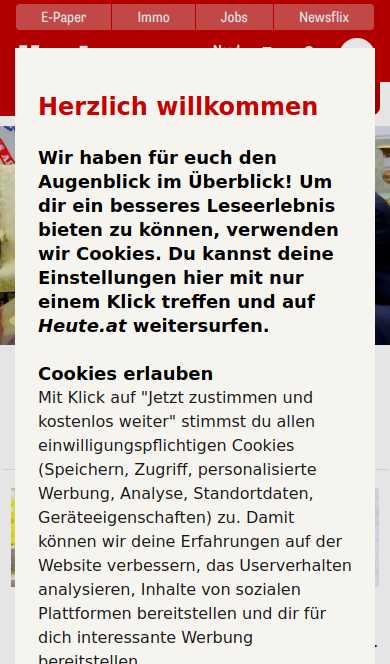 E-Paper
Immo
Jobs
Newsflix
Herzlich willkommen
Wir haben für euch den
Augenblick im Überblick! Um
dir ein besseres Leseerlebnis
bieten zu können, verwenden
wir Cookies. Du kannst deine
Einstellungen hier mit nur
einem Klick treffen und auf
Heute.at weitersurfen.
Cookies erlauben
Mit Klick auf "Jetzt zustimmen und
kostenlos weiter" stimmst du allen
einwilligungspflichtigen Cookies
(Speichern, Zugriff, personalisierte
Werbung, Analyse, Standortdaten,
Geräteeigenschaften) zu. Damit
können wir deine Erfahrungen auf der
Website verbessern, das Userverhalten
analysieren, Inhalte von sozialen
Plattformen bereitstellen und dir für
dich interessante Werbung
bereitstellen